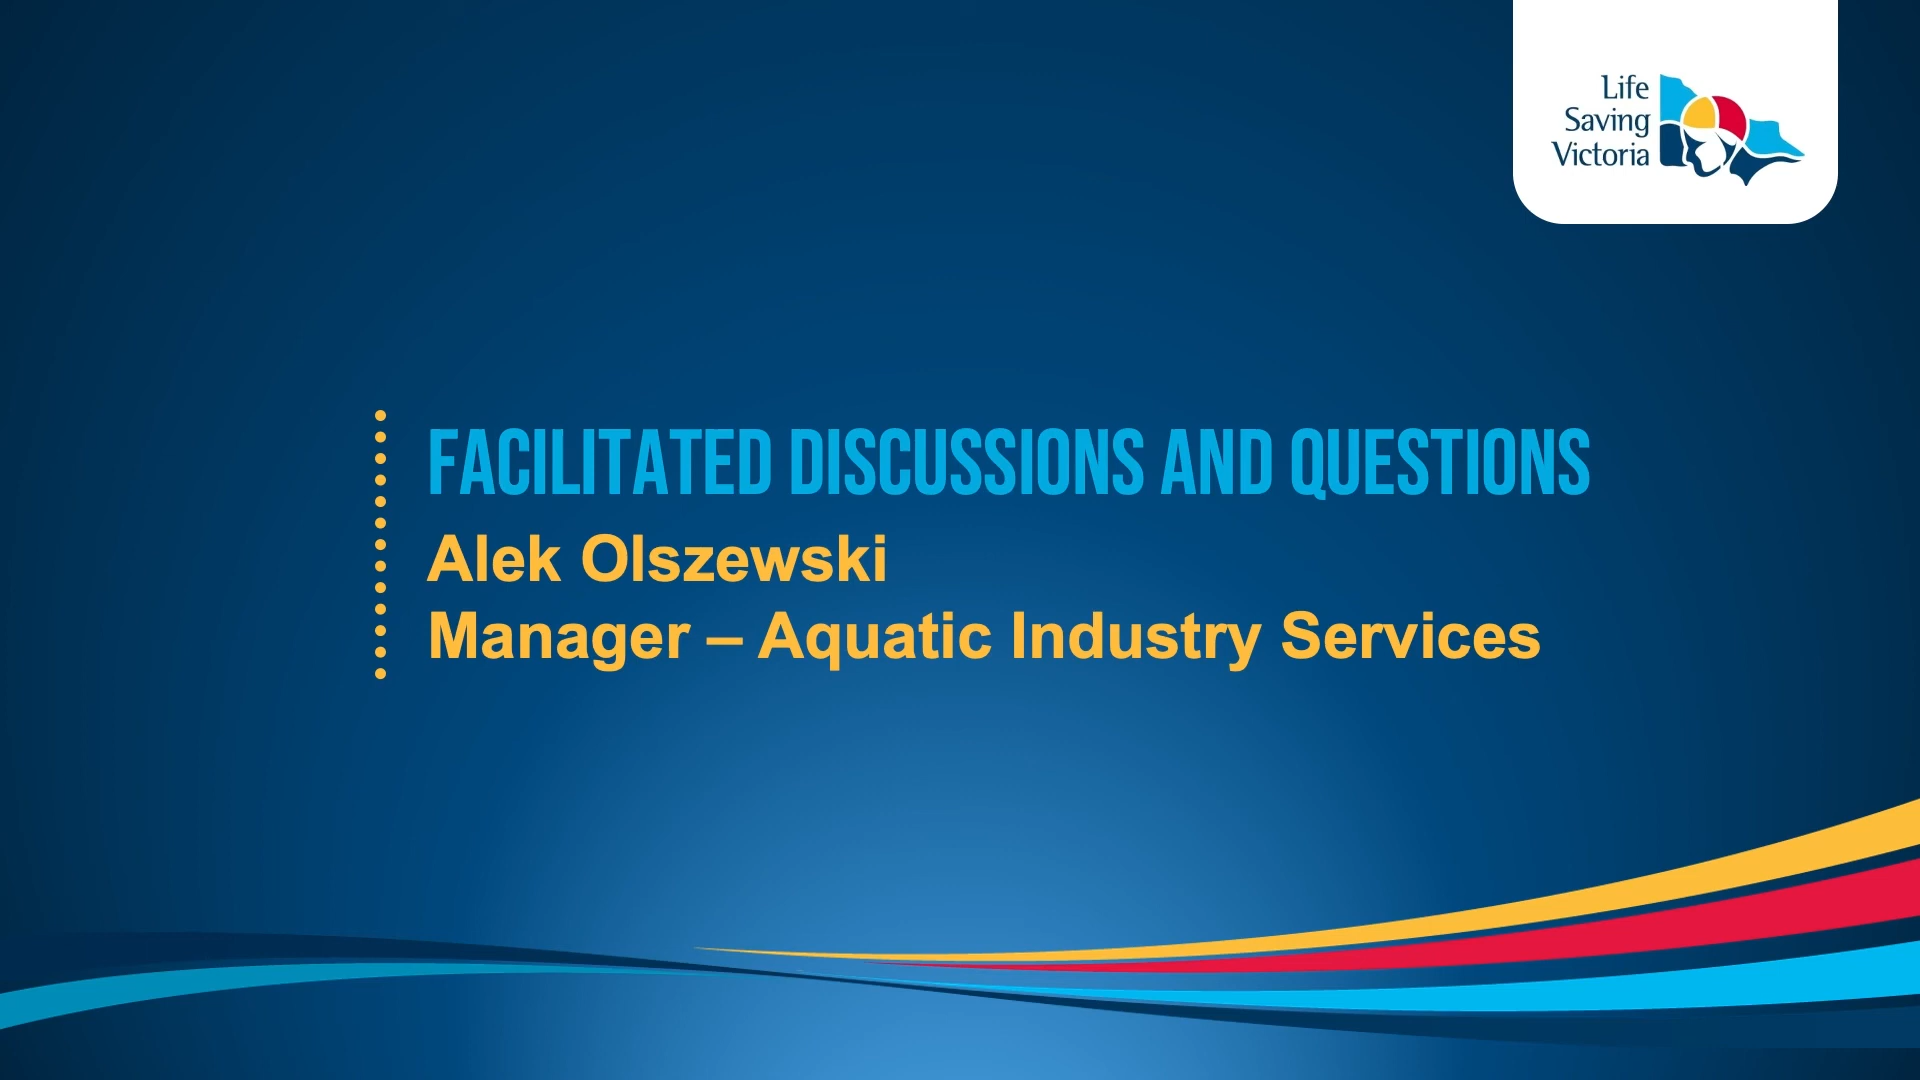 Life
Saving
Victoria
FACILITATED DISCUSSIONS AND QUESTIONS
Alek Olszewski
Manager – Aquatic Industry Services